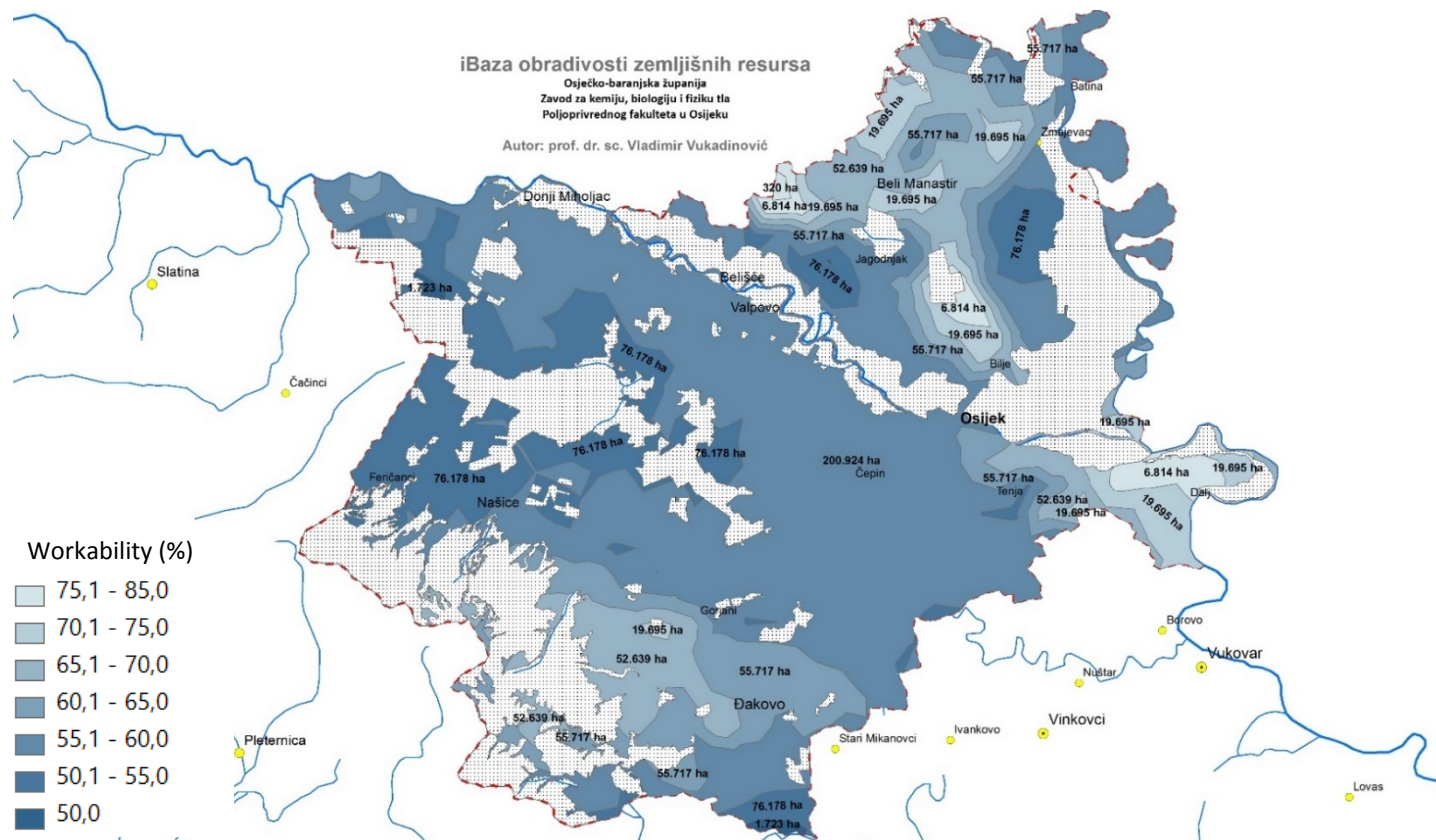 iBaza obradivosti zemljišnih resursa
Osječko-baranjska županija
Zavod za kemiju, biologiju i fiziku tla
Poljoprivrednog fakulteta u Osijeku
Autor: prof. dr. sc. Vladimir Vukadinović
55.717 ha
55.717 ha
Batina
19.695 ha
55.717 ha
19.695 ha
Zmajevac
52.639 ha
Beli Manastir
320 ha
19.695 ha
6.814 ha
19.695 ha
Donji Miholjac
55.717 ha
76.178 ha
Jagodnjak
76.178 ha
Slatina
1.723 ha
Belišće
Valpovo
6.814 ha
19.695 ha
55.717 ha
Bilje
76.178 ha
Čačinci
Osijek
19.695 ha
76.178 ha
76.178 ha
200.924 ha
Čepin
6.814 ha
19.695 ha
Feričanci
76.178 ha
55.717 ha
Tenja
Dalj
Našice
52.639 ha
19.695 ha
19.695 ha
Workability (%)
75,1 - 85,0
70,1 - 75,0
65,1 - 70,0
60,1 - 65,0
55,1 - 60,0
50,1 - 55,0
50,0
Gorjani
19.695 ha
52.639 ha
55.717 ha
Borovo
Vukovar
Nuštar
Đakovo
52.639 ha
55.717 ha
Pleternica
Stari Mikanovci
Ivankovo
Vinkovci
55.717 ha
76.178 ha
1.723 ha
Lovas